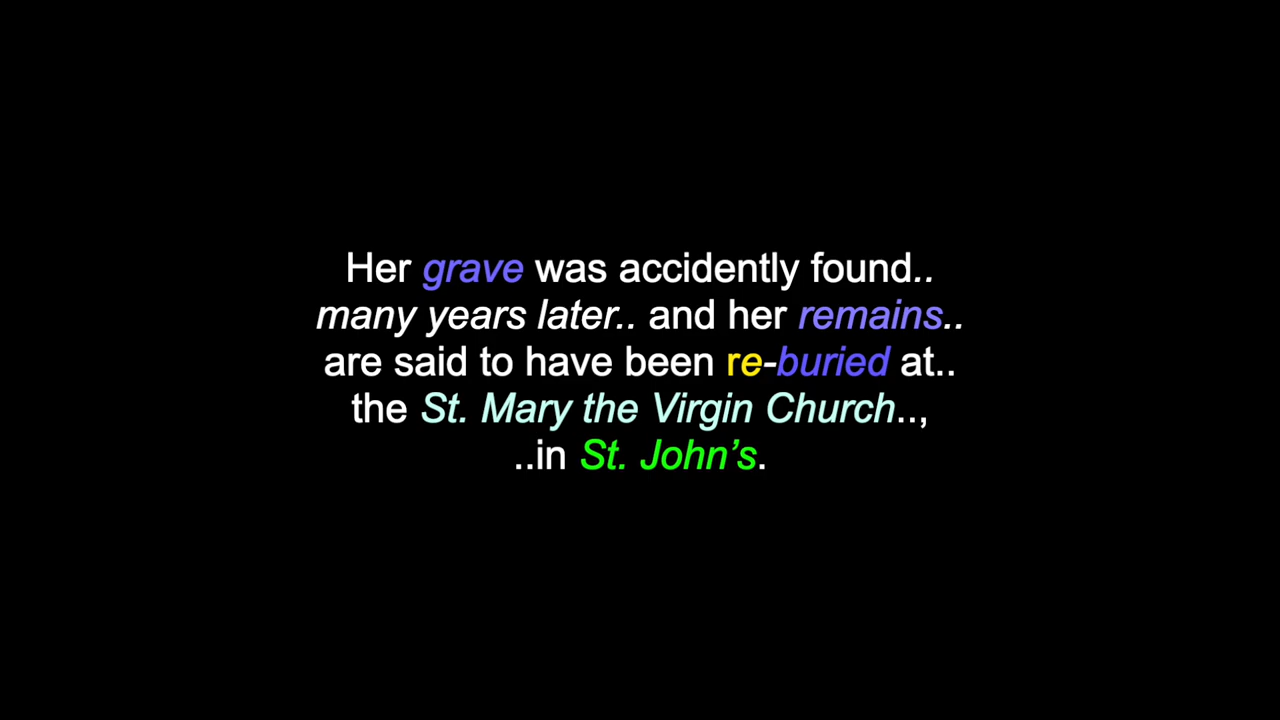 Her grave was accidently found..
many years later.. and her remains..
are said to have been re-buried at..
the St. Mary the Virgin Church..,
..in St. John’s.